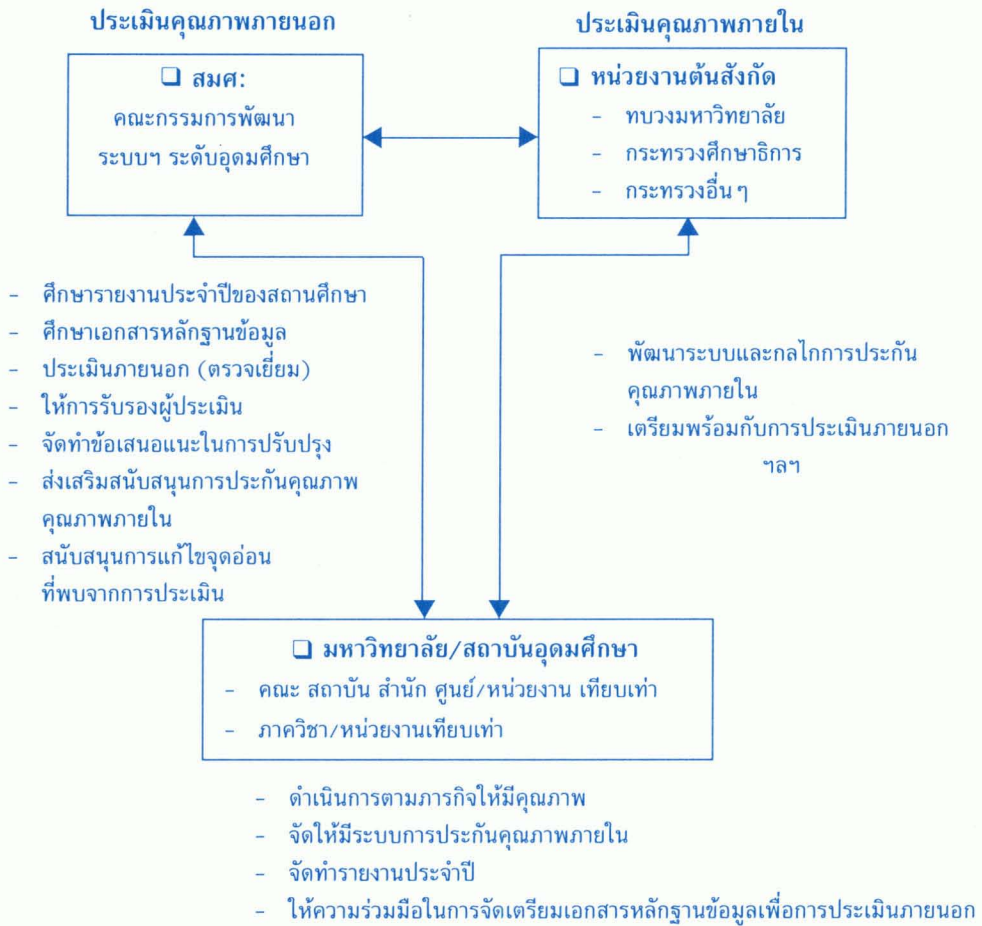 ประเมินคุณภาพภายนอก
❑ สมศ:
คณะกรรมการพัฒนา
ระบบฯ ระดับอุดมศึกษา
ประเมินคุณภาพภายใน
❑ หน่วยงานต้นสังกัด
- ทบวงมหาวิทยาลัย
- กระทรวงศึกษาธิการ
- กระทรวงอื่น ๆ
- ศึกษารายงานประจำปีของสถานศึกษา
- ศึกษาเอกสารหลักฐานข้อมูล
- ประเมินภายนอก (ตรวจเยี่ยม)
- ให้การรับรองผู้ประเมิน
- จัดทำข้อเสนอแนะในการปรับปรุง
- ส่งเสริมสนับสนุนการประกันคุณภาพ
คุณภาพภายใน
- สนับสนุนการแก้ไขจุดอ่อน
ที่พบจากการประเมิน
- พัฒนาระบบและกลไกการประกัน
คุณภาพภายใน
- เตรียมพร้อมกับการประเมินภายนอก
ฯลฯ
❑ มหาวิทยาลัย/สถาบันอุดมศึกษา
- คณะ สถาบัน สำนัก ศูนย์/หน่วยงาน เทียบเท่า
- ภาควิชา/หน่วยงานเทียบเท่า
- ดำเนินการตามภารกิจให้มีคุณภาพ
- จัดให้มีระบบการประกันคุณภาพภายใน
- จัดทำรายงานประจำปี
- ให้ความร่วมมือในการจัดเตรียมเอกสารหลักฐานข้อมูลเพื่อการประเมินภายนอก